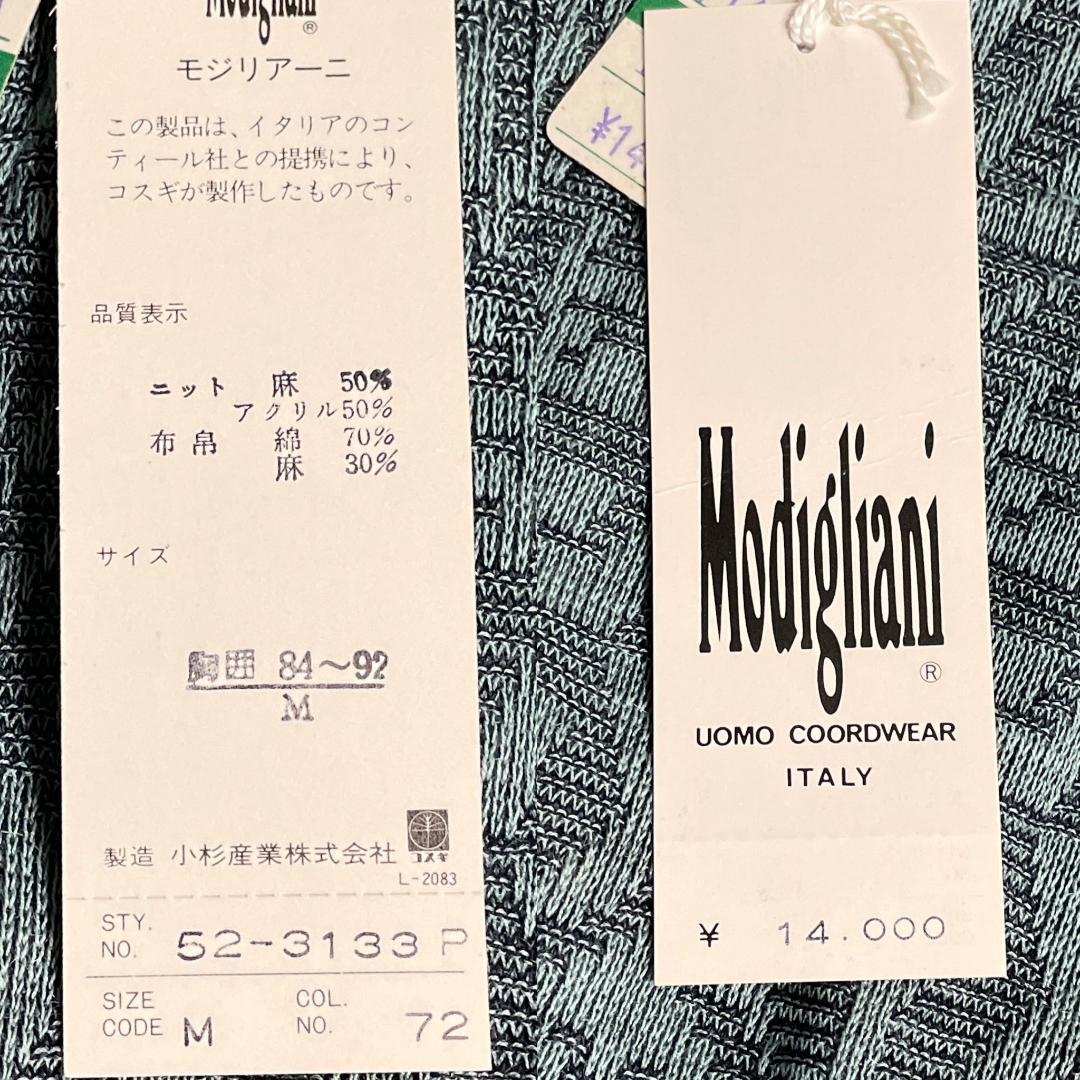 Modigliani
®
モジリアーニ
この製品は、イタリアのコン
ティール社との提携により、
コスギが製作したものです。
品質表示
ニット 麻 50%
アクリル50%
布帛 綿 70%
麻 30%
サイズ
胸囲 84〜92
M
製造 小杉産業株式会社
コスギ
L-2083
STY.
NO. 52-3133 P
SIZE
CODE M
COL.
NO. 72
¥14
Modigliani
®
UOMO COORDWEAR
ITALY
¥ 14.000